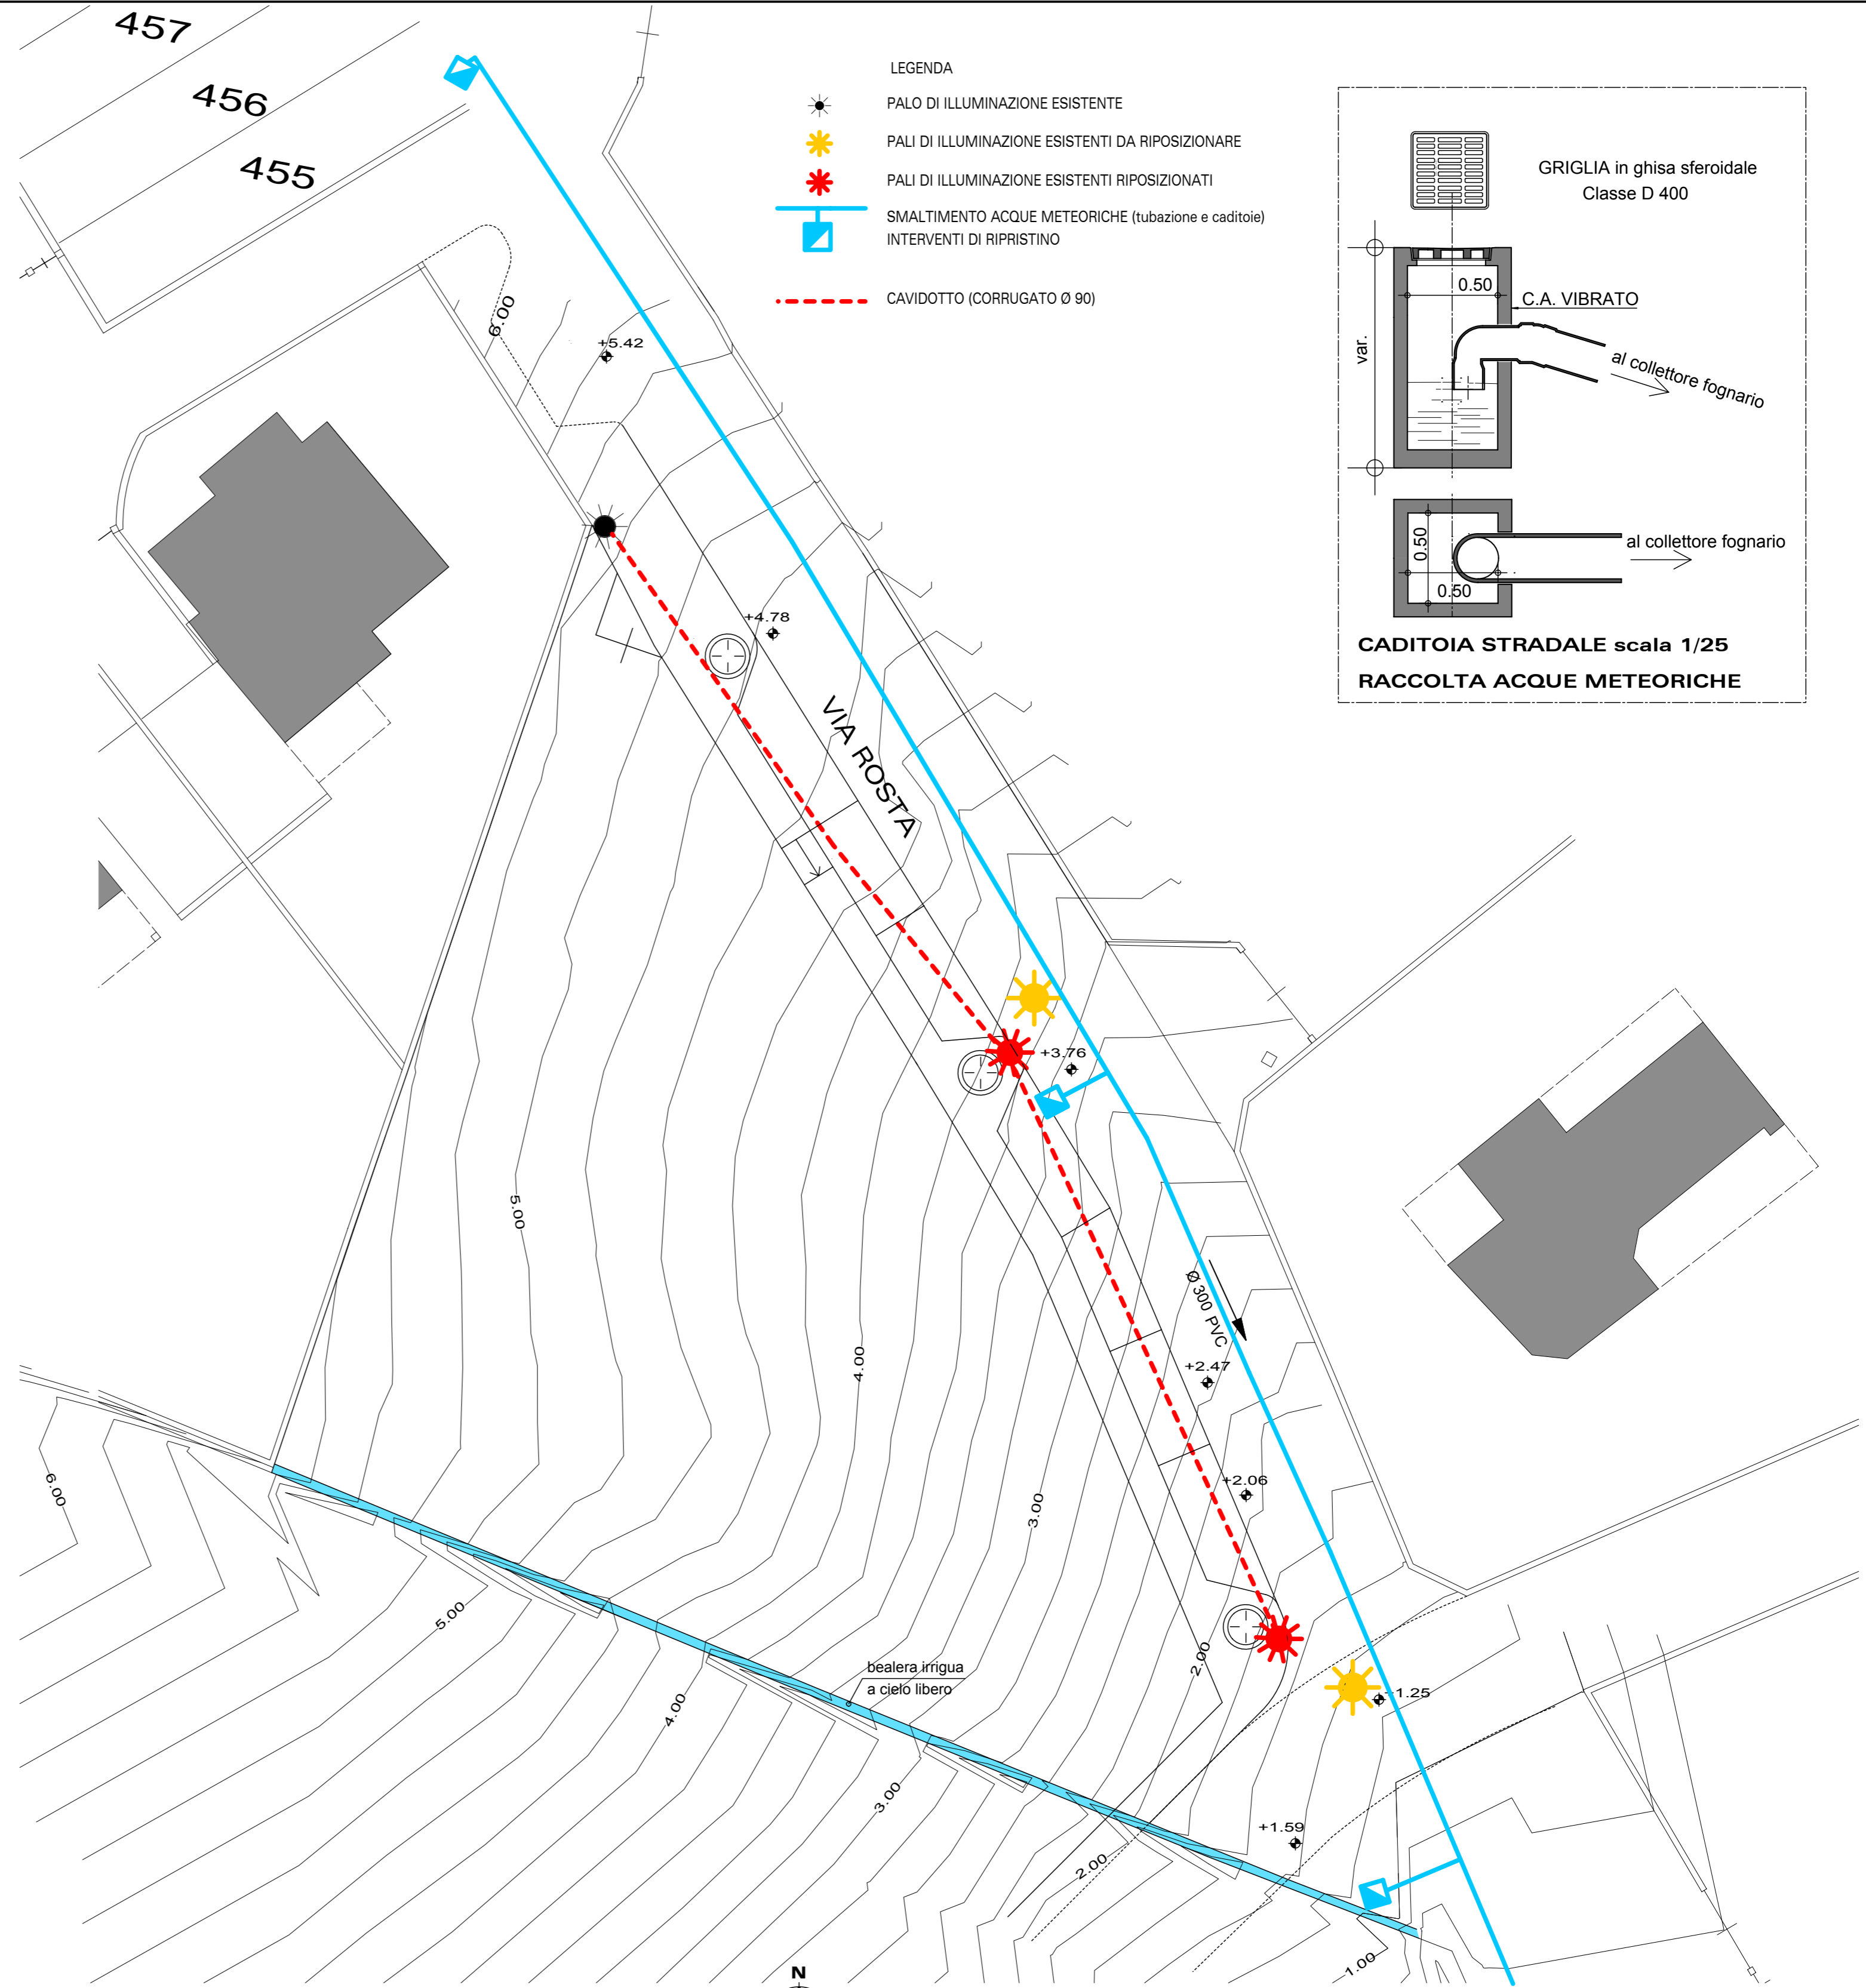 457
456
455
LEGENDA
PALO DI ILLUMINAZIONE ESISTENTE
PALI DI ILLUMINAZIONE ESISTENTI DA RIPOSIZIONARE
PALI DI ILLUMINAZIONE ESISTENTI RIPOSIZIONATI
SMALTIMENTO ACQUE METEORICHE (tubazione e caditoie)
INTERVENTI DI RIPRISTINO
CAVIDOTTO (CORRUGATO Ø 90)
GRIGLIA in ghisa sferoidale
Classe D 400
0.50
C.A. VIBRATO
var.
al collettore fognario
0.50
0.50
al collettore fognario
CADITOIA STRADALE scala 1/25
RACCOLTA ACQUE METEORICHE
6.00
+5.42
+4.78
VIA ROSTA
+3.76
5.00
Ø 300 PVC
4.00
+2.47
6.00
3.00
+2.06
5.00
2.00
bealera irrigua
a cielo libero
4.00
+1.25
3.00
+1.59
2.00
1.00
N